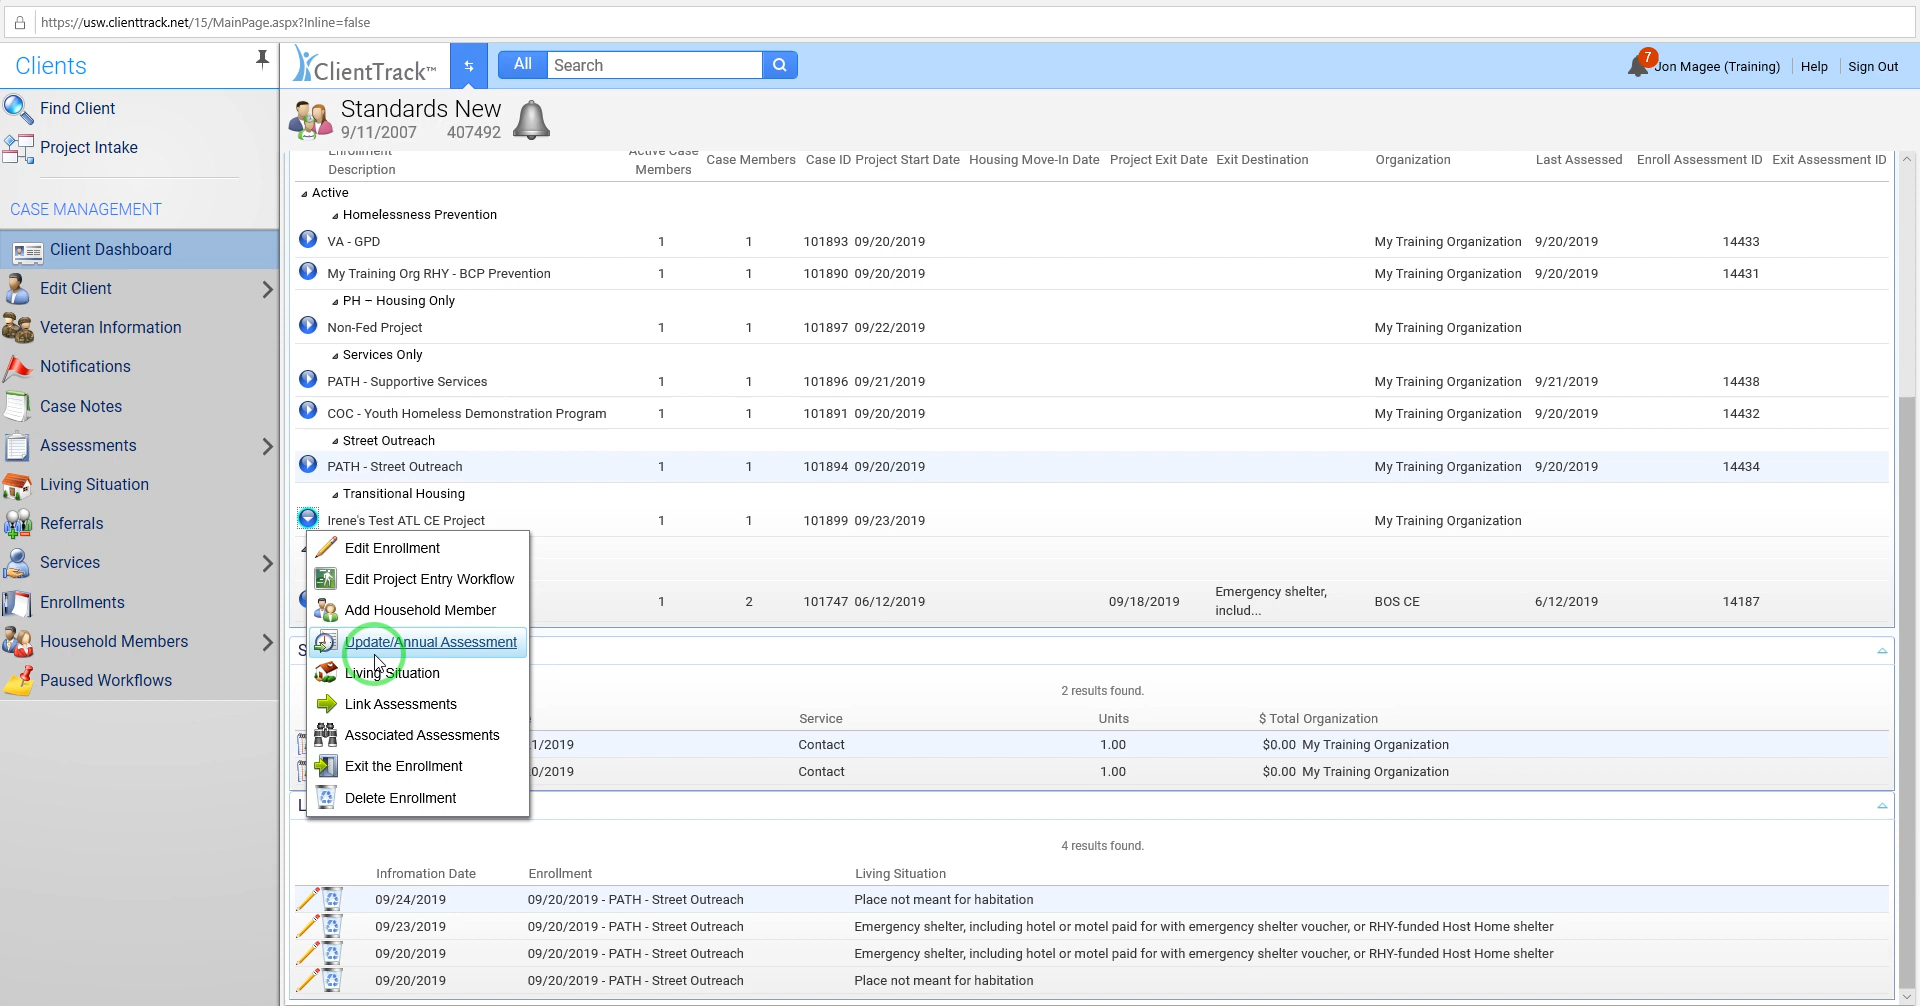 https://usw.clienttrack.net/15/MainPage.aspx?Inline=false
Clients
ClientTrack™
All
Search
7
Jon Magee (Training)
Help
Sign Out
Find Client
Project Intake
CASE MANAGEMENT
Client Dashboard
Edit Client
Veteran Information
Notifications
Case Notes
Assessments
Living Situation
Referrals
Services
Enrollments
Household Members
Paused Workflows
Standards New
9/11/2007 407492
Enrollment Description Active Case Members Case Members Case ID Project Start Date Housing Move-In Date Project Exit Date Exit Destination Organization Last Assessed Enroll Assessment ID Exit Assessment ID
Active
Homelessness Prevention
VA - GPD 1 1 101893 09/20/2019 My Training Organization 9/20/2019 14433
My Training Org RHY - BCP Prevention 1 1 101890 09/20/2019 My Training Organization 9/20/2019 14431
PH – Housing Only
Non-Fed Project 1 1 101897 09/22/2019 My Training Organization
Services Only
PATH - Supportive Services 1 1 101896 09/21/2019 My Training Organization 9/21/2019 14438
COC - Youth Homeless Demonstration Program 1 1 101891 09/20/2019 My Training Organization 9/20/2019 14432
Street Outreach
PATH - Street Outreach 1 1 101894 09/20/2019 My Training Organization 9/20/2019 14434
Transitional Housing
Irene's Test ATL CE Project 1 1 101899 09/23/2019 My Training Organization
1 2 101747 06/12/2019 09/18/2019 Emergency shelter, includ... BOS CE 6/12/2019 14187
Edit Enrollment
Edit Project Entry Workflow
Add Household Member
Update/Annual Assessment
Living Situation
Link Assessments
Associated Assessments
Exit the Enrollment
Delete Enrollment
S
2 results found.
Service Units $ Total Organization
1/2019 Contact 1.00 $0.00 My Training Organization
0/2019 Contact 1.00 $0.00 My Training Organization
L
4 results found.
Infromation Date Enrollment Living Situation
09/24/2019 09/20/2019 - PATH - Street Outreach Place not meant for habitation
09/23/2019 09/20/2019 - PATH - Street Outreach Emergency shelter, including hotel or motel paid for with emergency shelter voucher, or RHY-funded Host Home shelter
09/20/2019 09/20/2019 - PATH - Street Outreach Emergency shelter, including hotel or motel paid for with emergency shelter voucher, or RHY-funded Host Home shelter
09/20/2019 09/20/2019 - PATH - Street Outreach Place not meant for habitation